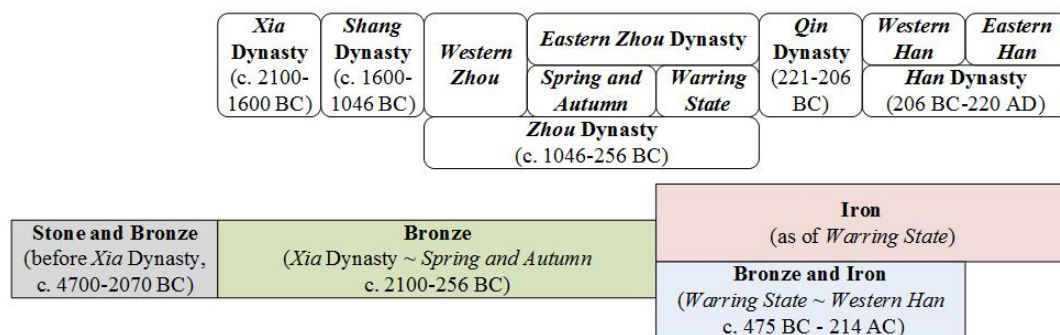 Xia
Dynasty
(c. 2100-
1600 BC)
Shang
Dynasty
(c. 1600-
1046 BC)
Western
Zhou
Eastern Zhou Dynasty
Spring and
Autumn
Warring
State
Zhou Dynasty
(c. 1046-256 BC)
Qin
Dynasty
(221-206
BC)
Western
Han
Eastern
Han
Han Dynasty
(206 BC-220 AD)
Stone and Bronze
(before Xia Dynasty,
c. 4700-2070 BC)
Bronze
(Xia Dynasty ~ Spring and Autumn
c. 2100-256 BC)
Iron
(as of Warring State)
Bronze and Iron
(Warring State ~ Western Han
c. 475 BC - 214 AC)